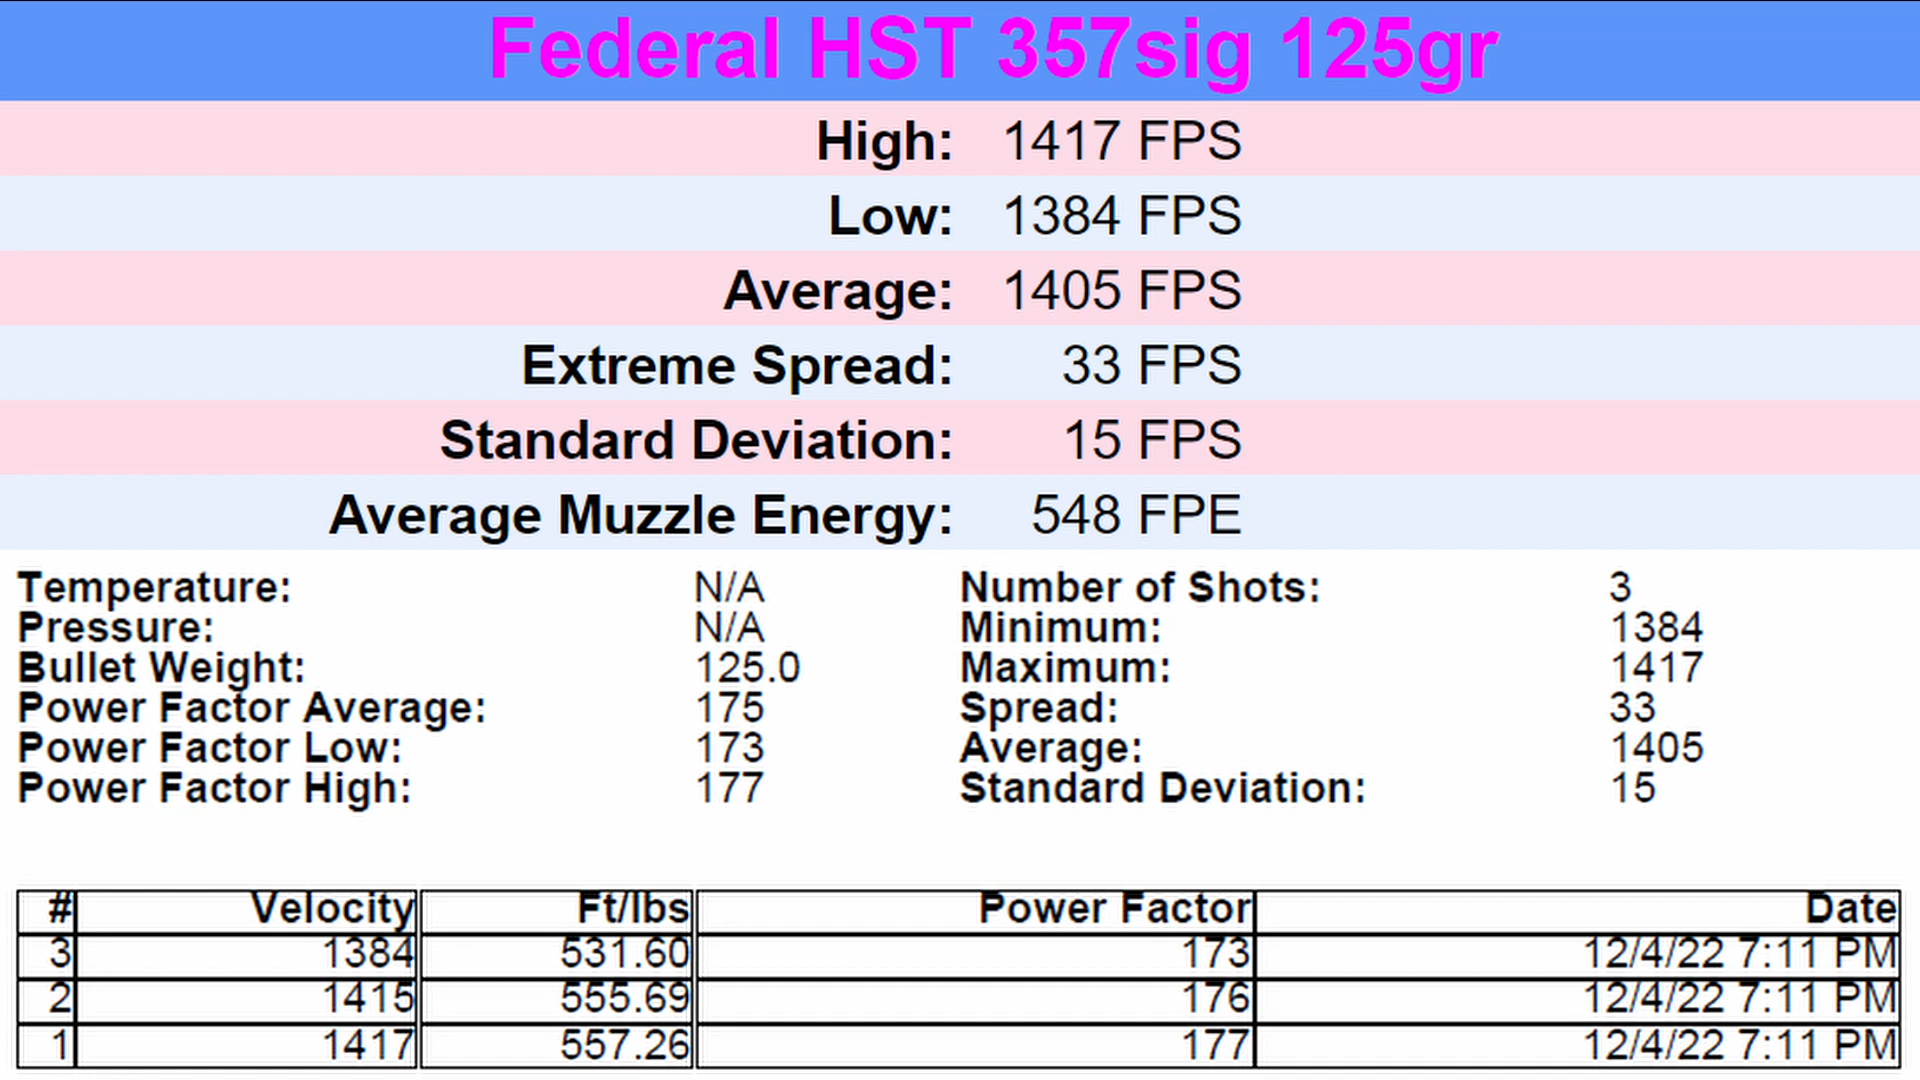 Federal HST 357sig 125gr
High: 1417 FPS
Low: 1384 FPS
Average: 1405 FPS
Extreme Spread: 33 FPS
Standard Deviation: 15 FPS
Average Muzzle Energy: 548 FPE
Temperature: N/A Number of Shots: 3
Pressure: N/A Minimum: 1384
Bullet Weight: 125.0 Maximum: 1417
Power Factor Average: 175 Spread: 33
Power Factor Low: 173 Average: 1405
Power Factor High: 177 Standard Deviation: 15
# Velocity Ft/lbs Power Factor Date
3 1384 531.60 173 12/4/22 7:11 PM
2 1415 555.69 176 12/4/22 7:11 PM
1 1417 557.26 177 12/4/22 7:11 PM